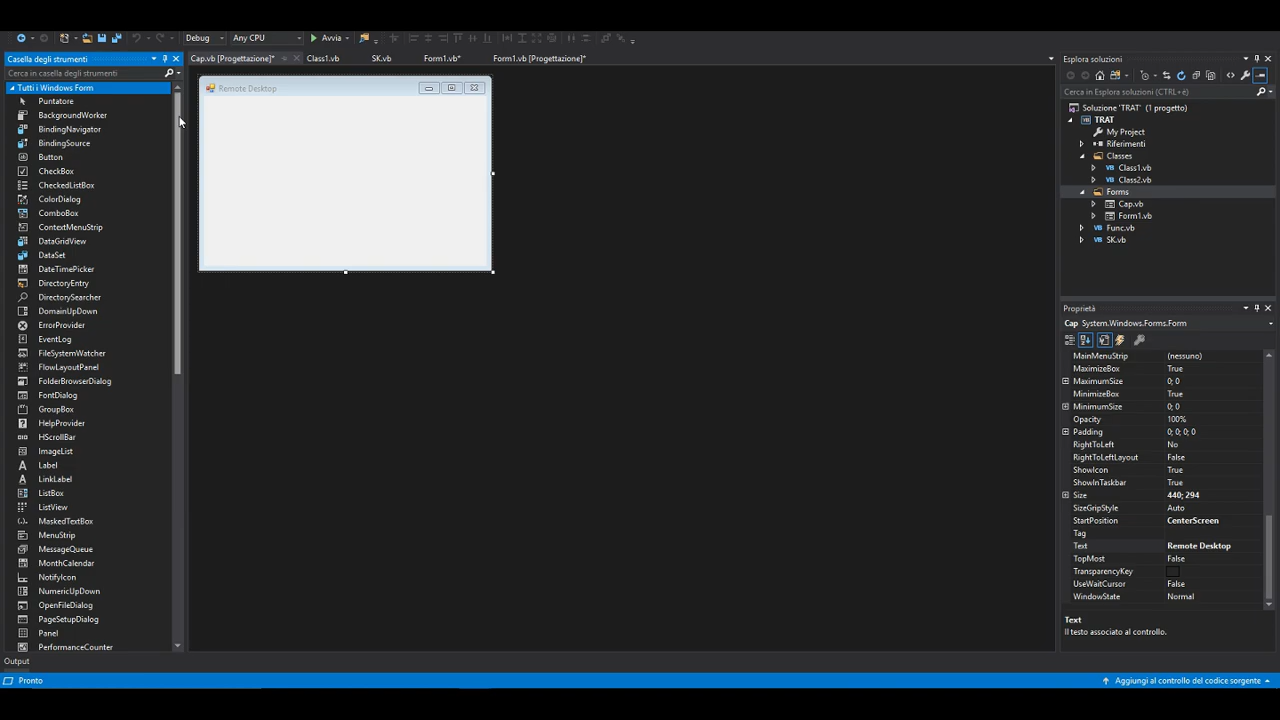 Debug
Any CPU
Avvia
Casella degli strumenti
Cerca in casella degli strumenti
Tutti i Windows Form
Puntatore
BackgroundWorker
BindingNavigator
BindingSource
Button
CheckBox
CheckedListBox
ColorDialog
ComboBox
ContextMenuStrip
DataGridView
DataSet
DateTimePicker
DirectoryEntry
DirectorySearcher
DomainUpDown
ErrorProvider
EventLog
FileSystemWatcher
FlowLayoutPanel
FolderBrowserDialog
FontDialog
GroupBox
HelpProvider
HScrollBar
ImageList
Label
LinkLabel
ListBox
ListView
MaskedTextBox
MenuStrip
MessageQueue
MonthCalendar
NotifyIcon
NumericUpDown
OpenFileDialog
PageSetupDialog
Panel
PerformanceCounter
Cap.vb [Progettazione]*
Class1.vb
SK.vb
Form1.vb*
Form1.vb [Progettazione]*
Remote Desktop
Esplora soluzioni
Cerca in Esplora soluzioni (CTRL+è)
Soluzione 'TRAT' (1 progetto)
TRAT
My Project
Riferimenti
Classes
Class1.vb
Class2.vb
Forms
Cap.vb
Form1.vb
Func.vb
SK.vb
Proprietà
Cap System.Windows.Forms.Form
MainMenuStrip (nessuno)
MaximizeBox True
MaximumSize 0; 0
MinimizeBox True
MinimumSize 0; 0
Opacity 100%
Padding 0; 0; 0; 0
RightToLeft No
RightToLeftLayout False
ShowIcon True
ShowInTaskbar True
Size 440; 294
SizeGripStyle Auto
StartPosition CenterScreen
Tag
Text Remote Desktop
TopMost False
TransparencyKey
UseWaitCursor False
WindowState Normal
Text
Il testo associato al controllo.
Output
Pronto
Aggiungi al controllo del codice sorgente